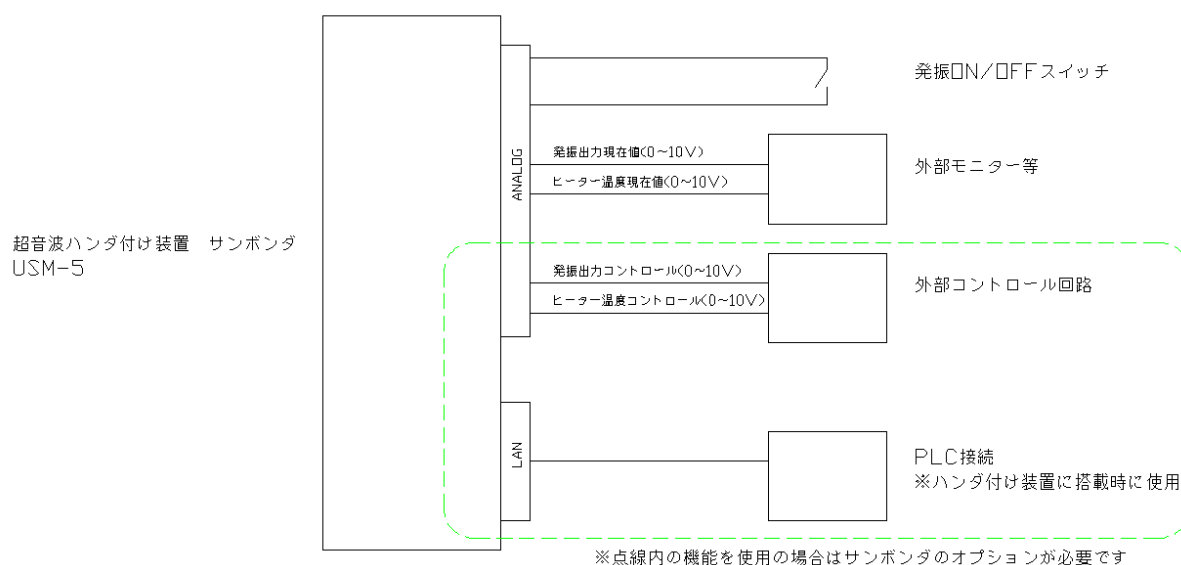 発振ON/OFFスイッチ
ANALOG
発振出力現在値(0~10V)
ヒーター温度現在値(0~10V)
外部モニター等
超音波ハンダ付け装置　サンボンダ
USM-5
発振出力コントロール(0~10V)
ヒーター温度コントロール(0~10V)
外部コントロール回路
LAN
PLC接続
※ハンダ付け装置に搭載時に使用
※点線内の機能を使用の場合はサンボンダのオプションが必要です